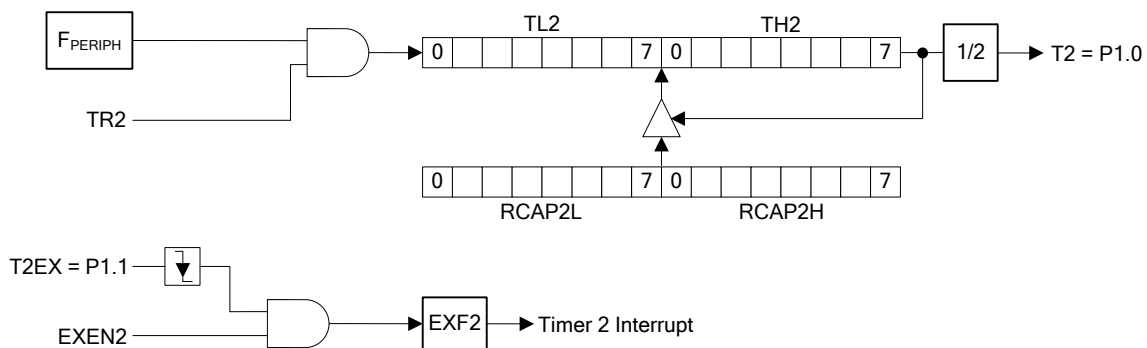 TL2 TH2
FPERIPH
0 7 0 7 1/2 T2 = P1.0
TR2
0 7 0 7
RCAP2L RCAP2H
T2EX = P1.1
EXF2 Timer 2 Interrupt
EXEN2